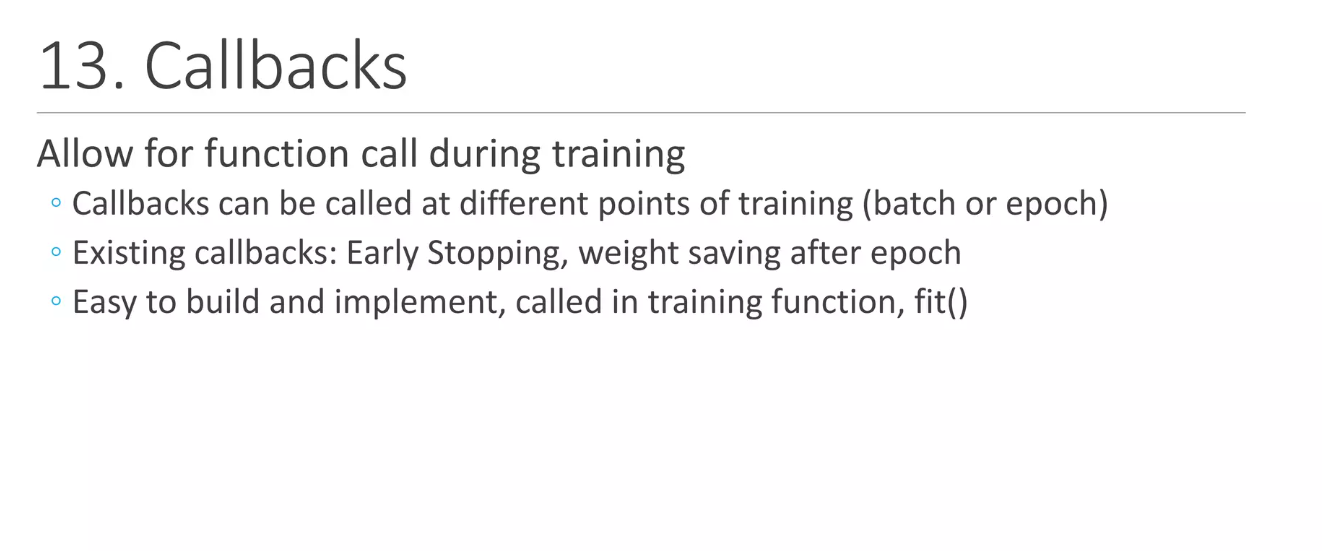 13. Callbacks
Allow for function call during training
◦ Callbacks can be called at different points of training (batch or epoch)
◦ Existing callbacks: Early Stopping, weight saving after epoch
◦ Easy to build and implement, called in training function, fit()